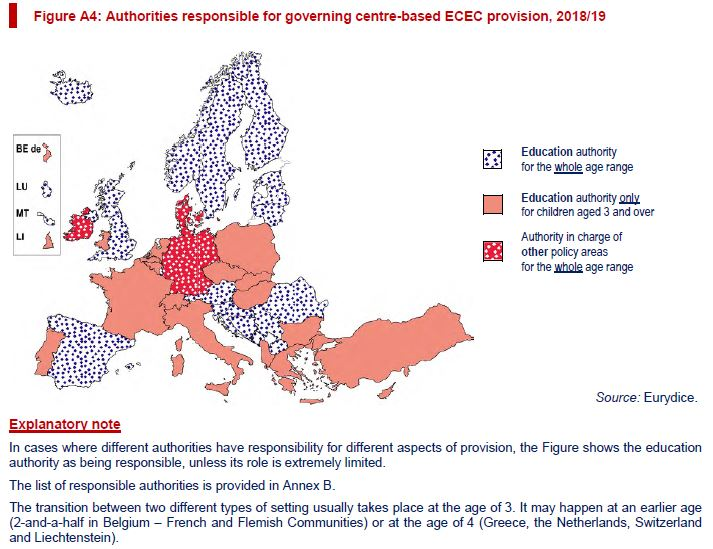 Figure A4: Authorities responsible for governing centre-based ECEC provision, 2018/19
BE de
LU
MT
LI
Education authority
for the whole age range
Education authority only
for children aged 3 and over
Authority in charge of
other policy areas
for the whole age range
Source: Eurydice.
Explanatory note
In cases where different authorities have responsibility for different aspects of provision, the Figure shows the education
authority as being responsible, unless its role is extremely limited.
The list of responsible authorities is provided in Annex B.
The transition between two different types of setting usually takes place at the age of 3. It may happen at an earlier age
(2-and-a-half in Belgium – French and Flemish Communities) or at the age of 4 (Greece, the Netherlands, Switzerland
and Liechtenstein).